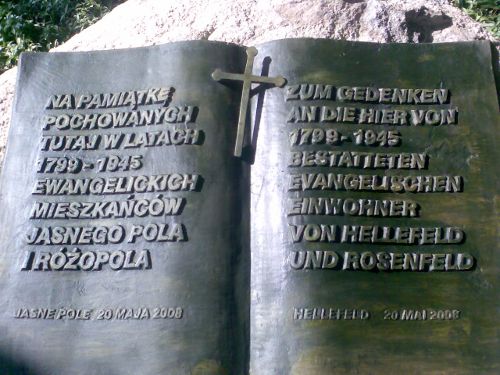 NA PAMIĄTKĘ
POCHOWANYCH
TUTAJ W LATACH
1799-1945
EWANGELICKICH
MIESZKAŃCÓW
JASNEGO POLA
I RÓŻOPOLA
JASNE POLE 20 MAJA 2008
ZUM GEDENKEN
AN DIE HIER VON
1799-1945
BESTATTETEN
EVANGELISCHEN
EINWOHNER
VON HELLEFELD
UND ROSENFELD
HELLEFELD 20 MAI 2008